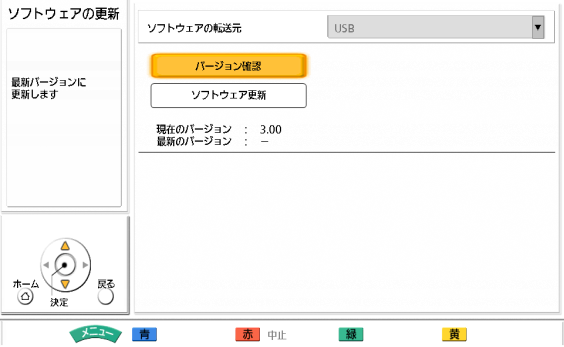 ソフトウェアの更新
ソフトウェアの転送元
USB
最新バージョンに
更新します
バージョン確認
ソフトウェア更新
現在のバージョン : 3.00
最新のバージョン : －
ホーム
戻る
決定
メニュー
青
赤 中止
緑
黄